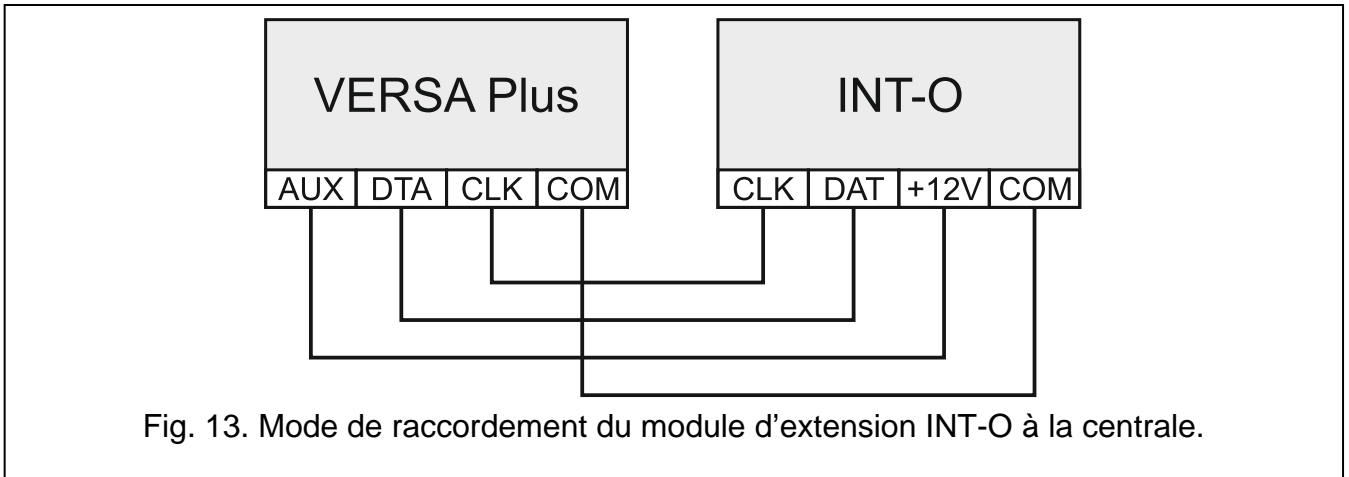 VERSA Plus
INT-O
AUX DTA CLK COM
CLK DAT +12V COM
Fig. 13. Mode de raccordement du module d’extension INT-O à la centrale.